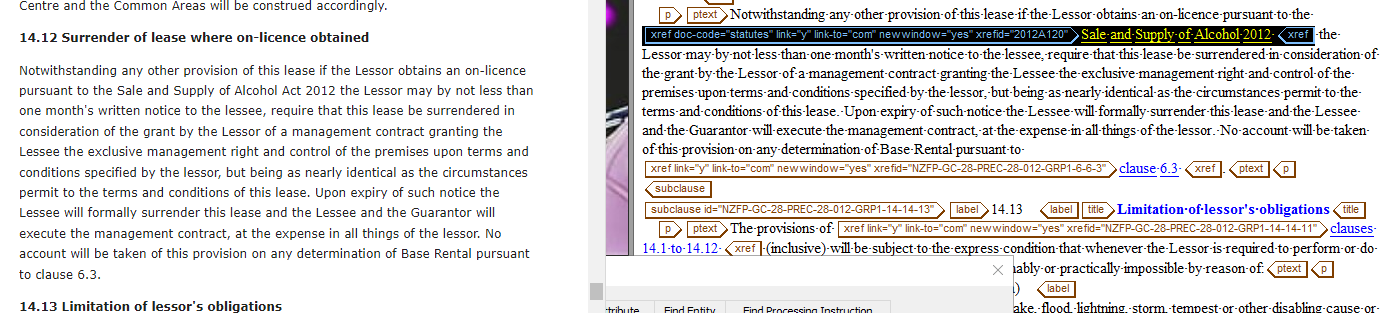 Centre and the Common Areas will be construed accordingly.
14.12 Surrender of lease where on-licence obtained
Notwithstanding any other provision of this lease if the Lessor obtains an on-licence
pursuant to the Sale and Supply of Alcohol Act 2012 the Lessor may by not less than
one month's written notice to the lessee, require that this lease be surrendered in
consideration of the grant by the Lessor of a management contract granting the
Lessee the exclusive management right and control of the premises upon terms and
conditions specified by the lessor, but being as nearly identical as the circumstances
permit to the terms and conditions of this lease. Upon expiry of such notice the
Lessee will formally surrender this lease and the Lessee and the Guarantor will
execute the management contract, at the expense in all things of the lessor. No
account will be taken of this provision on any determination of Base Rental pursuant
to clause 6.3.
14.13 Limitation of lessor's obligations
p ptext Notwithstanding any other provision of this lease if the Lessor obtains an on-licence pursuant to the
xref doc-code="statutes" link="y" link-to="com" newwindow="yes" xrefid="2012A120" Sale and Supply of Alcohol 2012 xref the
Lessor may by not less than one month's written notice to the lessee, require that this lease be surrendered in consideration of
the grant by the Lessor of a management contract granting the Lessee the exclusive management right and control of the
premises upon terms and conditions specified by the lessor, but being as nearly identical as the circumstances permit to the
terms and conditions of this lease. Upon expiry of such notice the Lessee will formally surrender this lease and the Lessee
and the Guarantor will execute the management contract, at the expense in all things of the lessor. No account will be taken
of this provision on any determination of Base Rental pursuant to
xref link="y" link-to="com" newwindow="yes" xrefid="NZFP-GC-28-PREC-28-012-GRP1-6-6-3" clause 6.3 xref . ptext p
subclause
subclause id="NZFP-GC-28-PREC-28-012-GRP1-14-14-13" label 14.13 label title Limitation of lessor's obligations title
p ptext The provisions of xref link="y" link-to="com" newwindow="yes" xrefid="NZFP-GC-28-PREC-28-012-GRP1-14-14-11" clauses
14.1 to 14.12 xref (inclusive) will be subject to the express condition that whenever the Lessor is required to perform or do
ably or practically impossible by reason of: ptext p
) label
tribute Find Entity Find Processing Instruction
ake, flood, lightning, storm, tempest or other disabling cause or